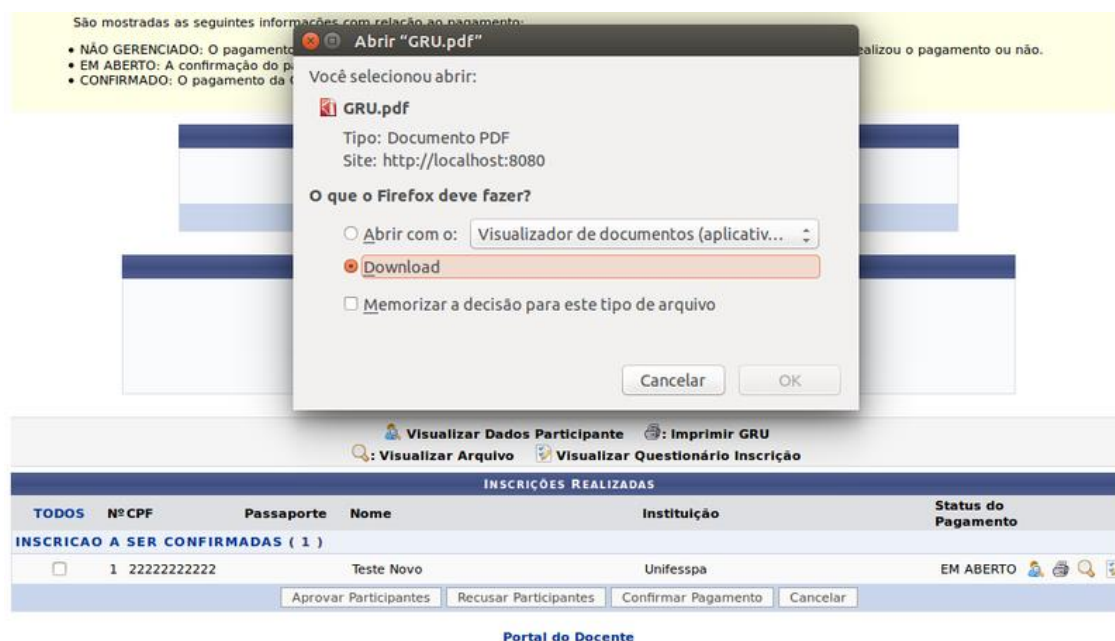 São mostradas as seguintes informações com relação ao pagamento:
• NÃO GERENCIADO: O pagamento
ealizou o pagamento ou não.
• EM ABERTO: A confirmação do p
• CONFIRMADO: O pagamento da
Abrir “GRU.pdf”
Você selecionou abrir:
GRU.pdf
Tipo: Documento PDF
Site: http://localhost:8080
O que o Firefox deve fazer?
Abrir com o: Visualizador de documentos (aplicativ...
Download
Memorizar a decisão para este tipo de arquivo
Cancelar OK
Visualizar Dados Participante : Imprimir GRU
: Visualizar Arquivo Visualizar Questionário Inscrição
INSCRIÇÕES REALIZADAS
TODOS Nº CPF Passaporte Nome Instituição Status do Pagamento
INSCRICAO A SER CONFIRMADAS ( 1 )
1 22222222222 Teste Novo Unifesspa EM ABERTO
Aprovar Participantes Recusar Participantes Confirmar Pagamento Cancelar
Portal do Docente